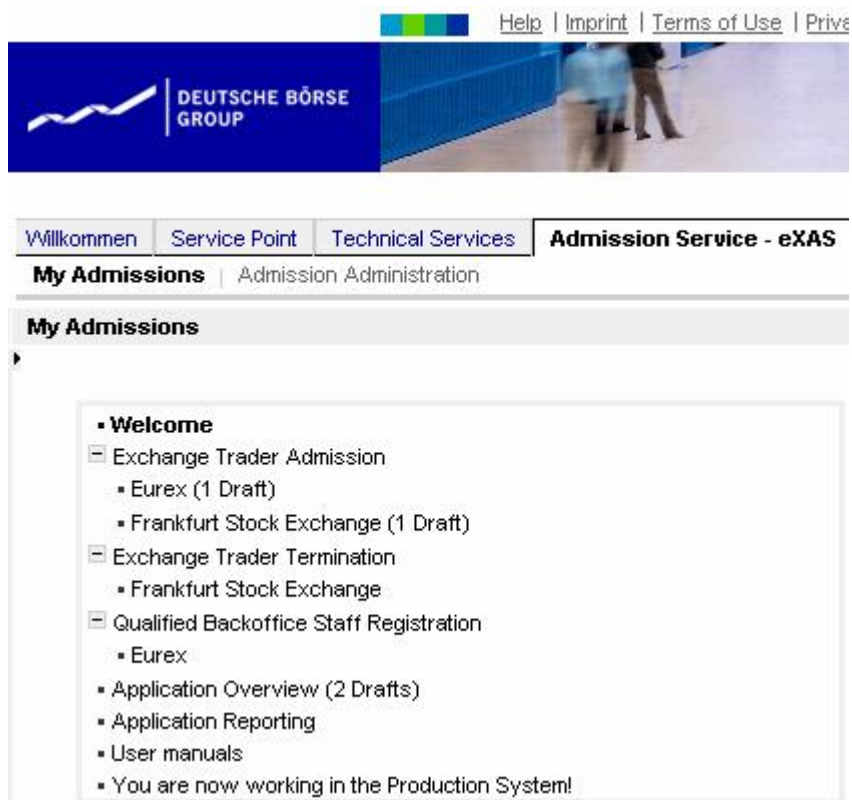 Help | Imprint | Terms of Use |
DEUTSCHE BÖRSE
GROUP
Willkommen Service Point Technical Services Admission Service - eXAS
My Admissions | Admission Administration
My Admissions
▪ Welcome
Exchange Trader Admission
▪ Eurex (1 Draft)
▪ Frankfurt Stock Exchange (1 Draft)
Exchange Trader Termination
▪ Frankfurt Stock Exchange
Qualified Backoffice Staff Registration
▪ Eurex
▪ Application Overview (2 Drafts)
▪ Application Reporting
▪ User manuals
▪ You are now working in the Production System!